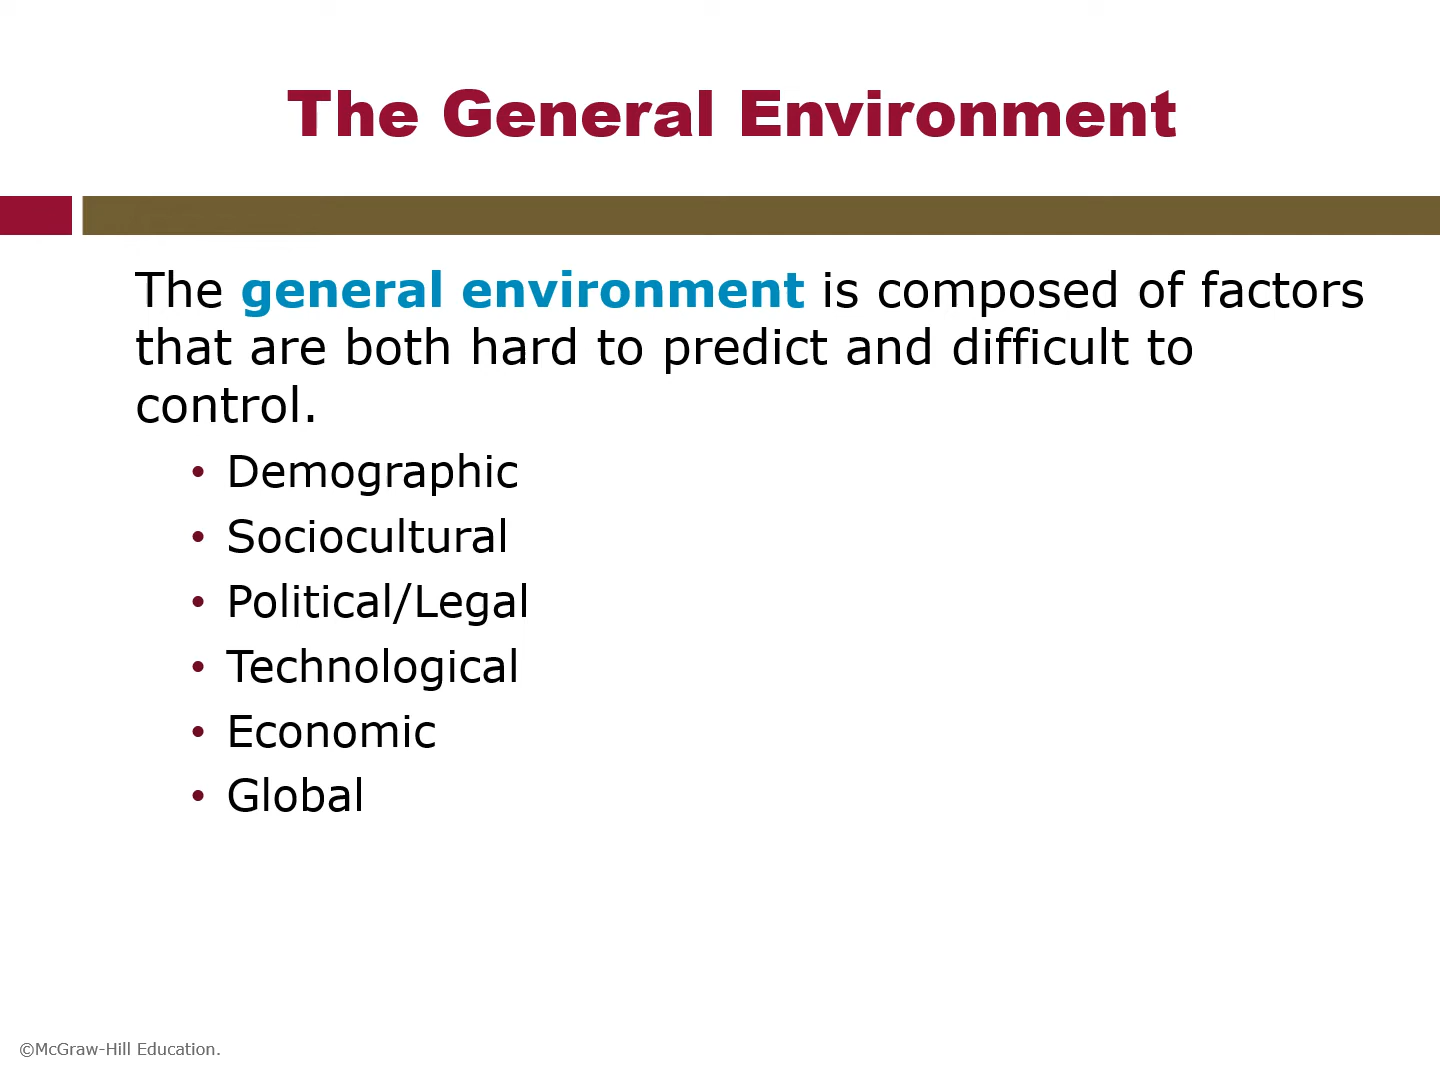 The General Environment
The general environment is composed of factors
that are both hard to predict and difficult to
control.
• Demographic
• Sociocultural
• Political/Legal
• Technological
• Economic
• Global
©McGraw-Hill Education.